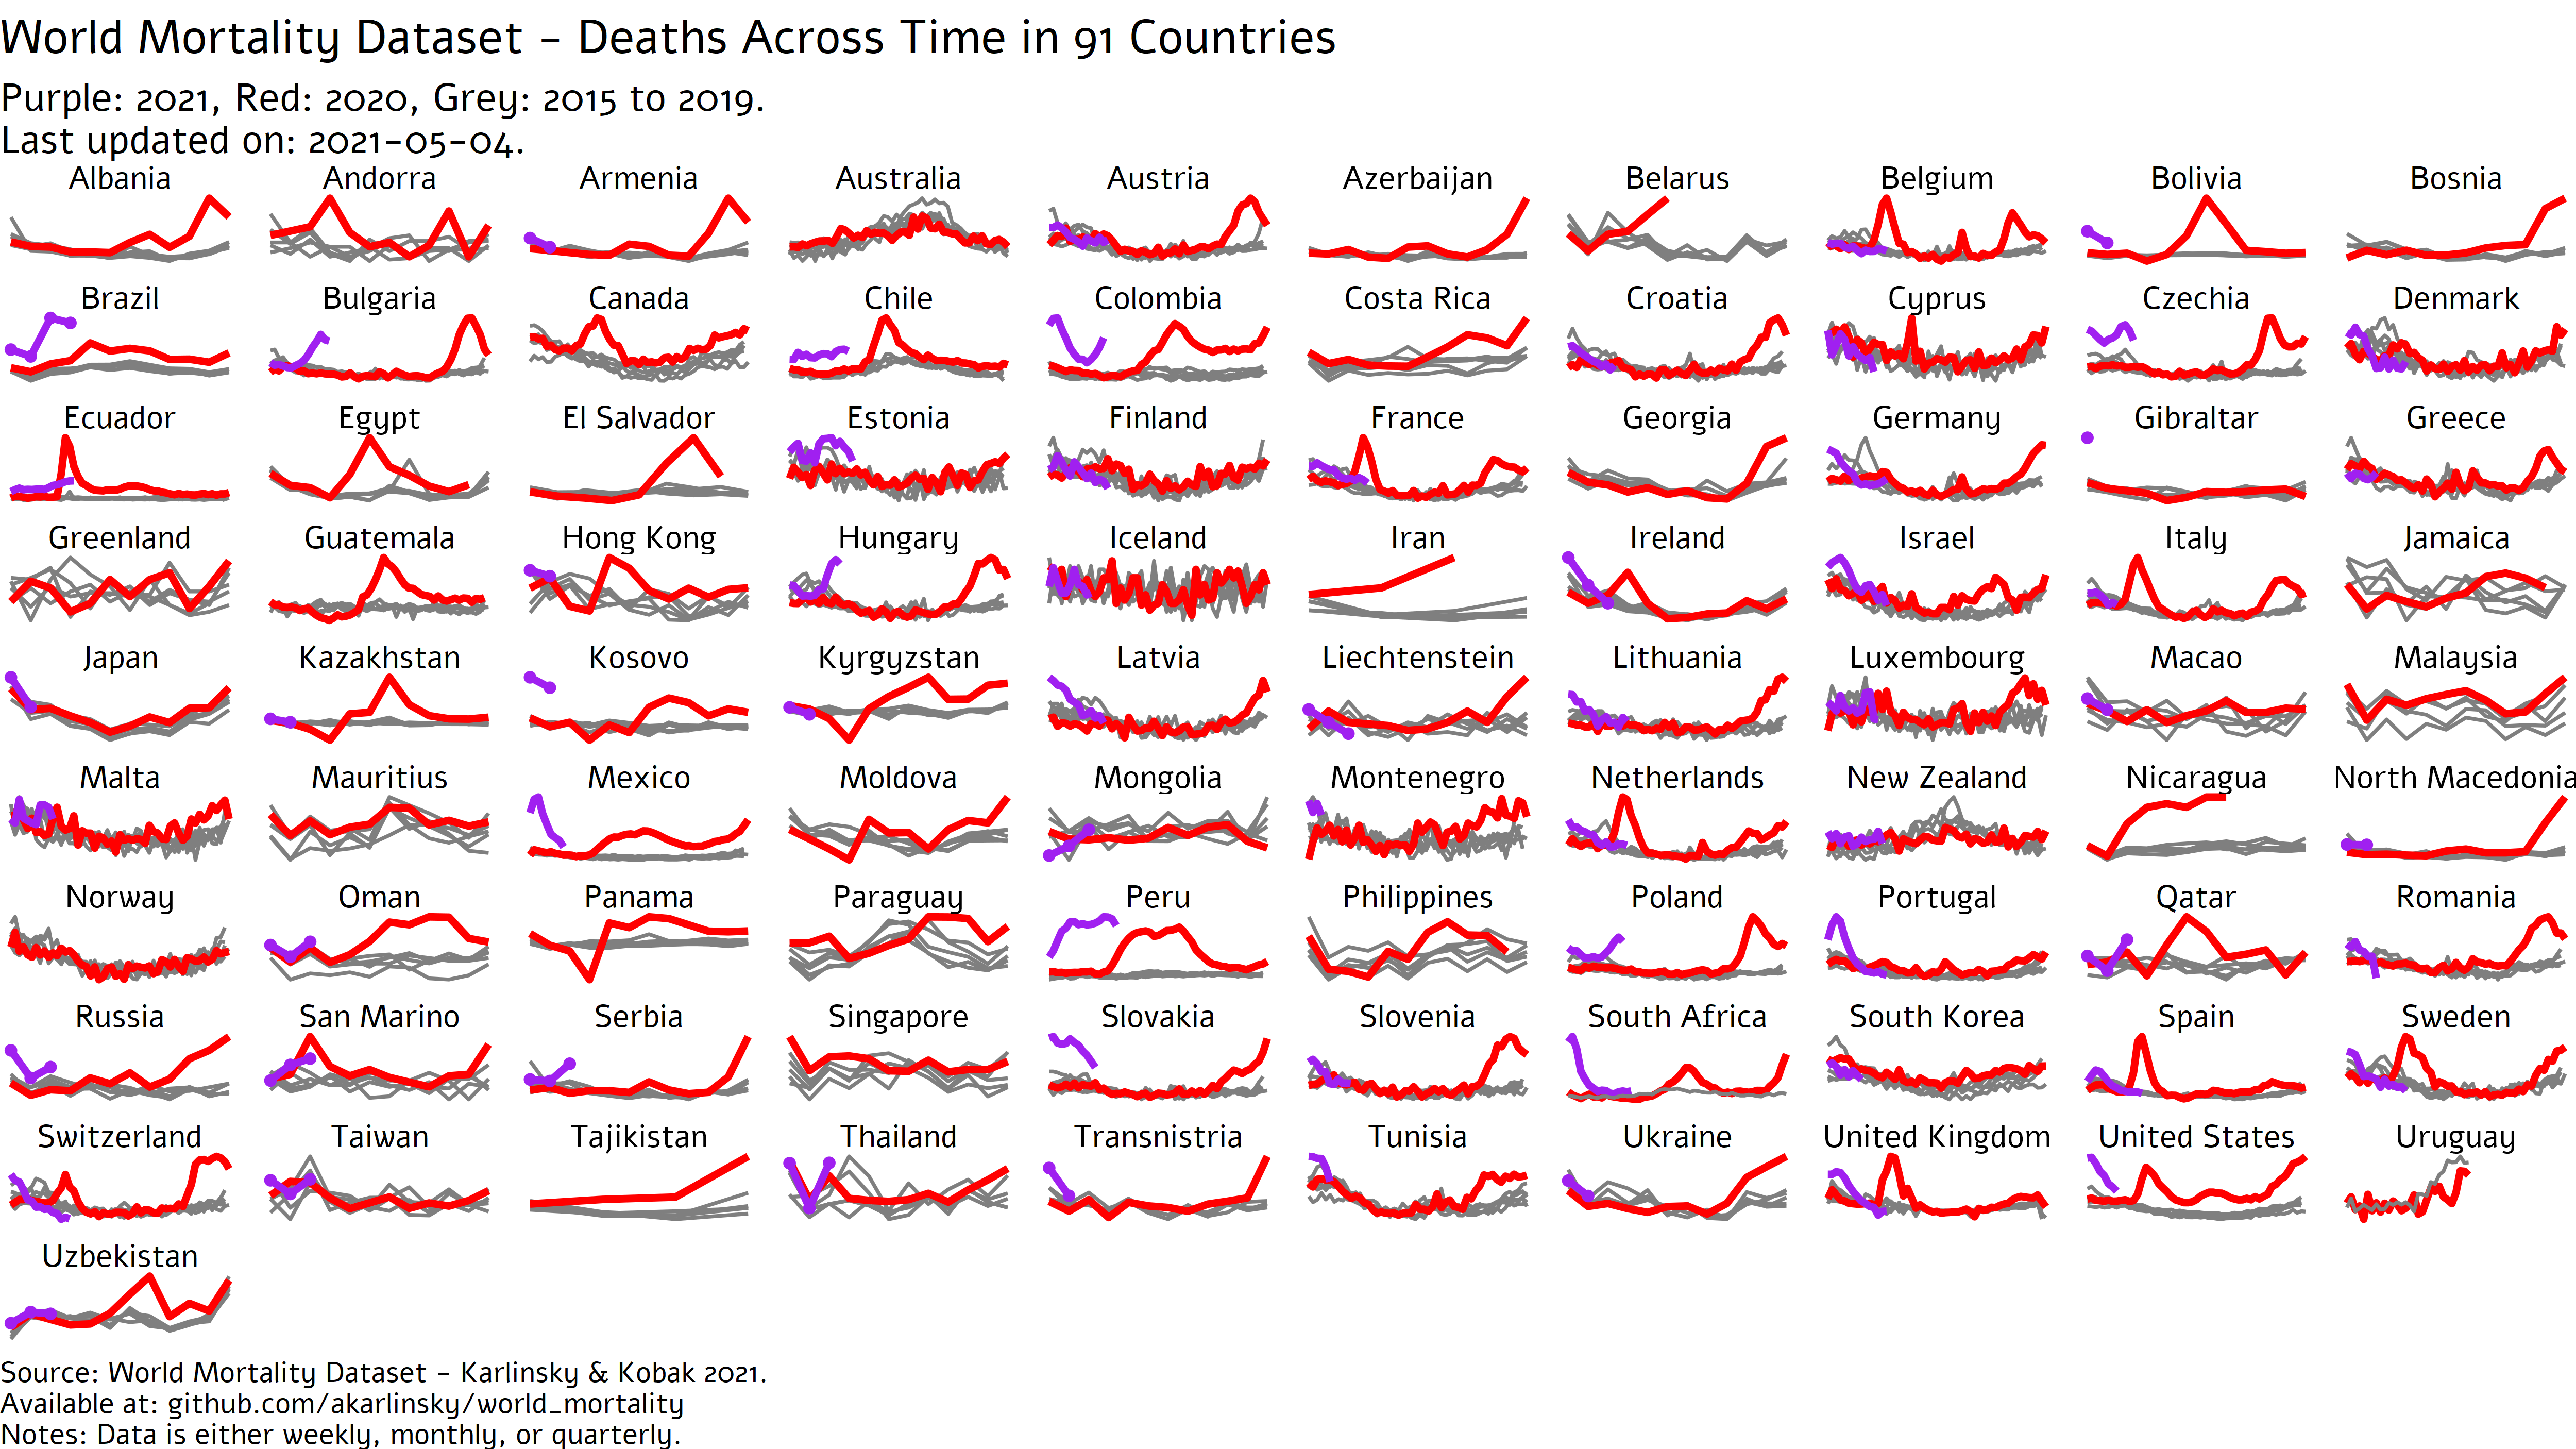 World Mortality Dataset - Deaths Across Time in 91 Countries
Purple: 2021, Red: 2020, Grey: 2015 to 2019.
Last updated on: 2021-05-04.
Albania Andorra Armenia Australia Austria Azerbaijan Belarus Belgium Bolivia Bosnia
Brazil Bulgaria Canada Chile Colombia Costa Rica Croatia Cyprus Czechia Denmark
Ecuador Egypt El Salvador Estonia Finland France Georgia Germany Gibraltar Greece
Greenland Guatemala Hong Kong Hungary Iceland Iran Ireland Israel Italy Jamaica
Japan Kazakhstan Kosovo Kyrgyzstan Latvia Liechtenstein Lithuania Luxembourg Macao Malaysia
Malta Mauritius Mexico Moldova Mongolia Montenegro Netherlands New Zealand Nicaragua North Macedonia
Norway Oman Panama Paraguay Peru Philippines Poland Portugal Qatar Romania
Russia San Marino Serbia Singapore Slovakia Slovenia South Africa South Korea Spain Sweden
Switzerland Taiwan Tajikistan Thailand Transnistria Tunisia Ukraine United Kingdom United States Uruguay
Uzbekistan
Source: World Mortality Dataset - Karlinsky & Kobak 2021.
Available at: github.com/akarlinsky/world_mortality
Notes: Data is either weekly, monthly, or quarterly.